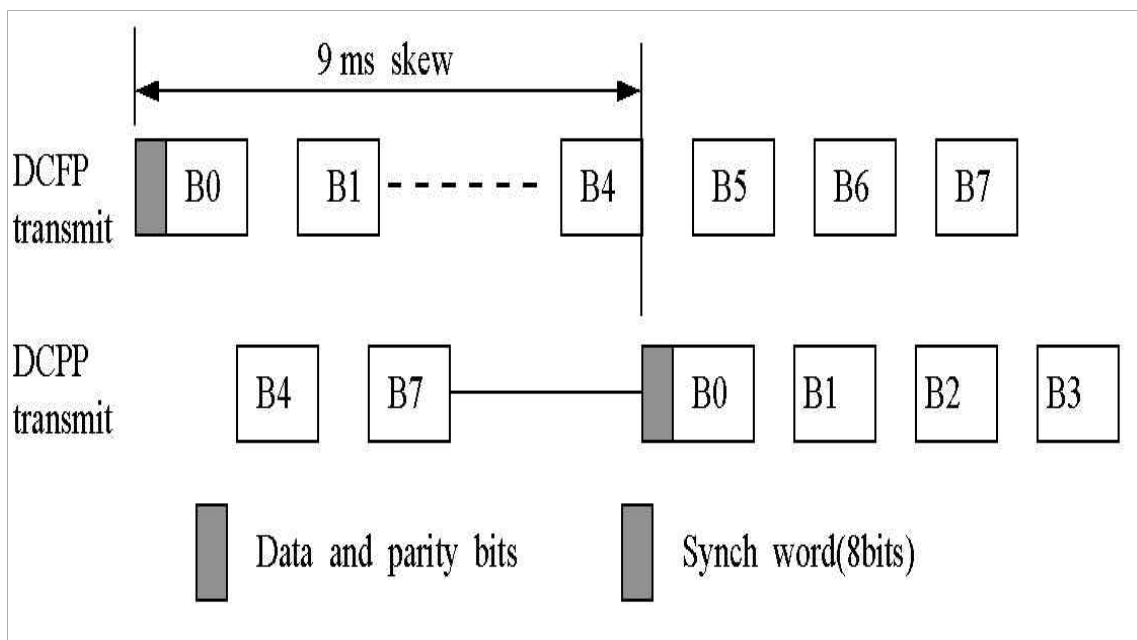 9 ms skew
DCFP
transmit
B0 B1 B4 B5 B6 B7
DCPP
transmit
B4 B7 B0 B1 B2 B3
Data and parity bits
Synch word(8bits)